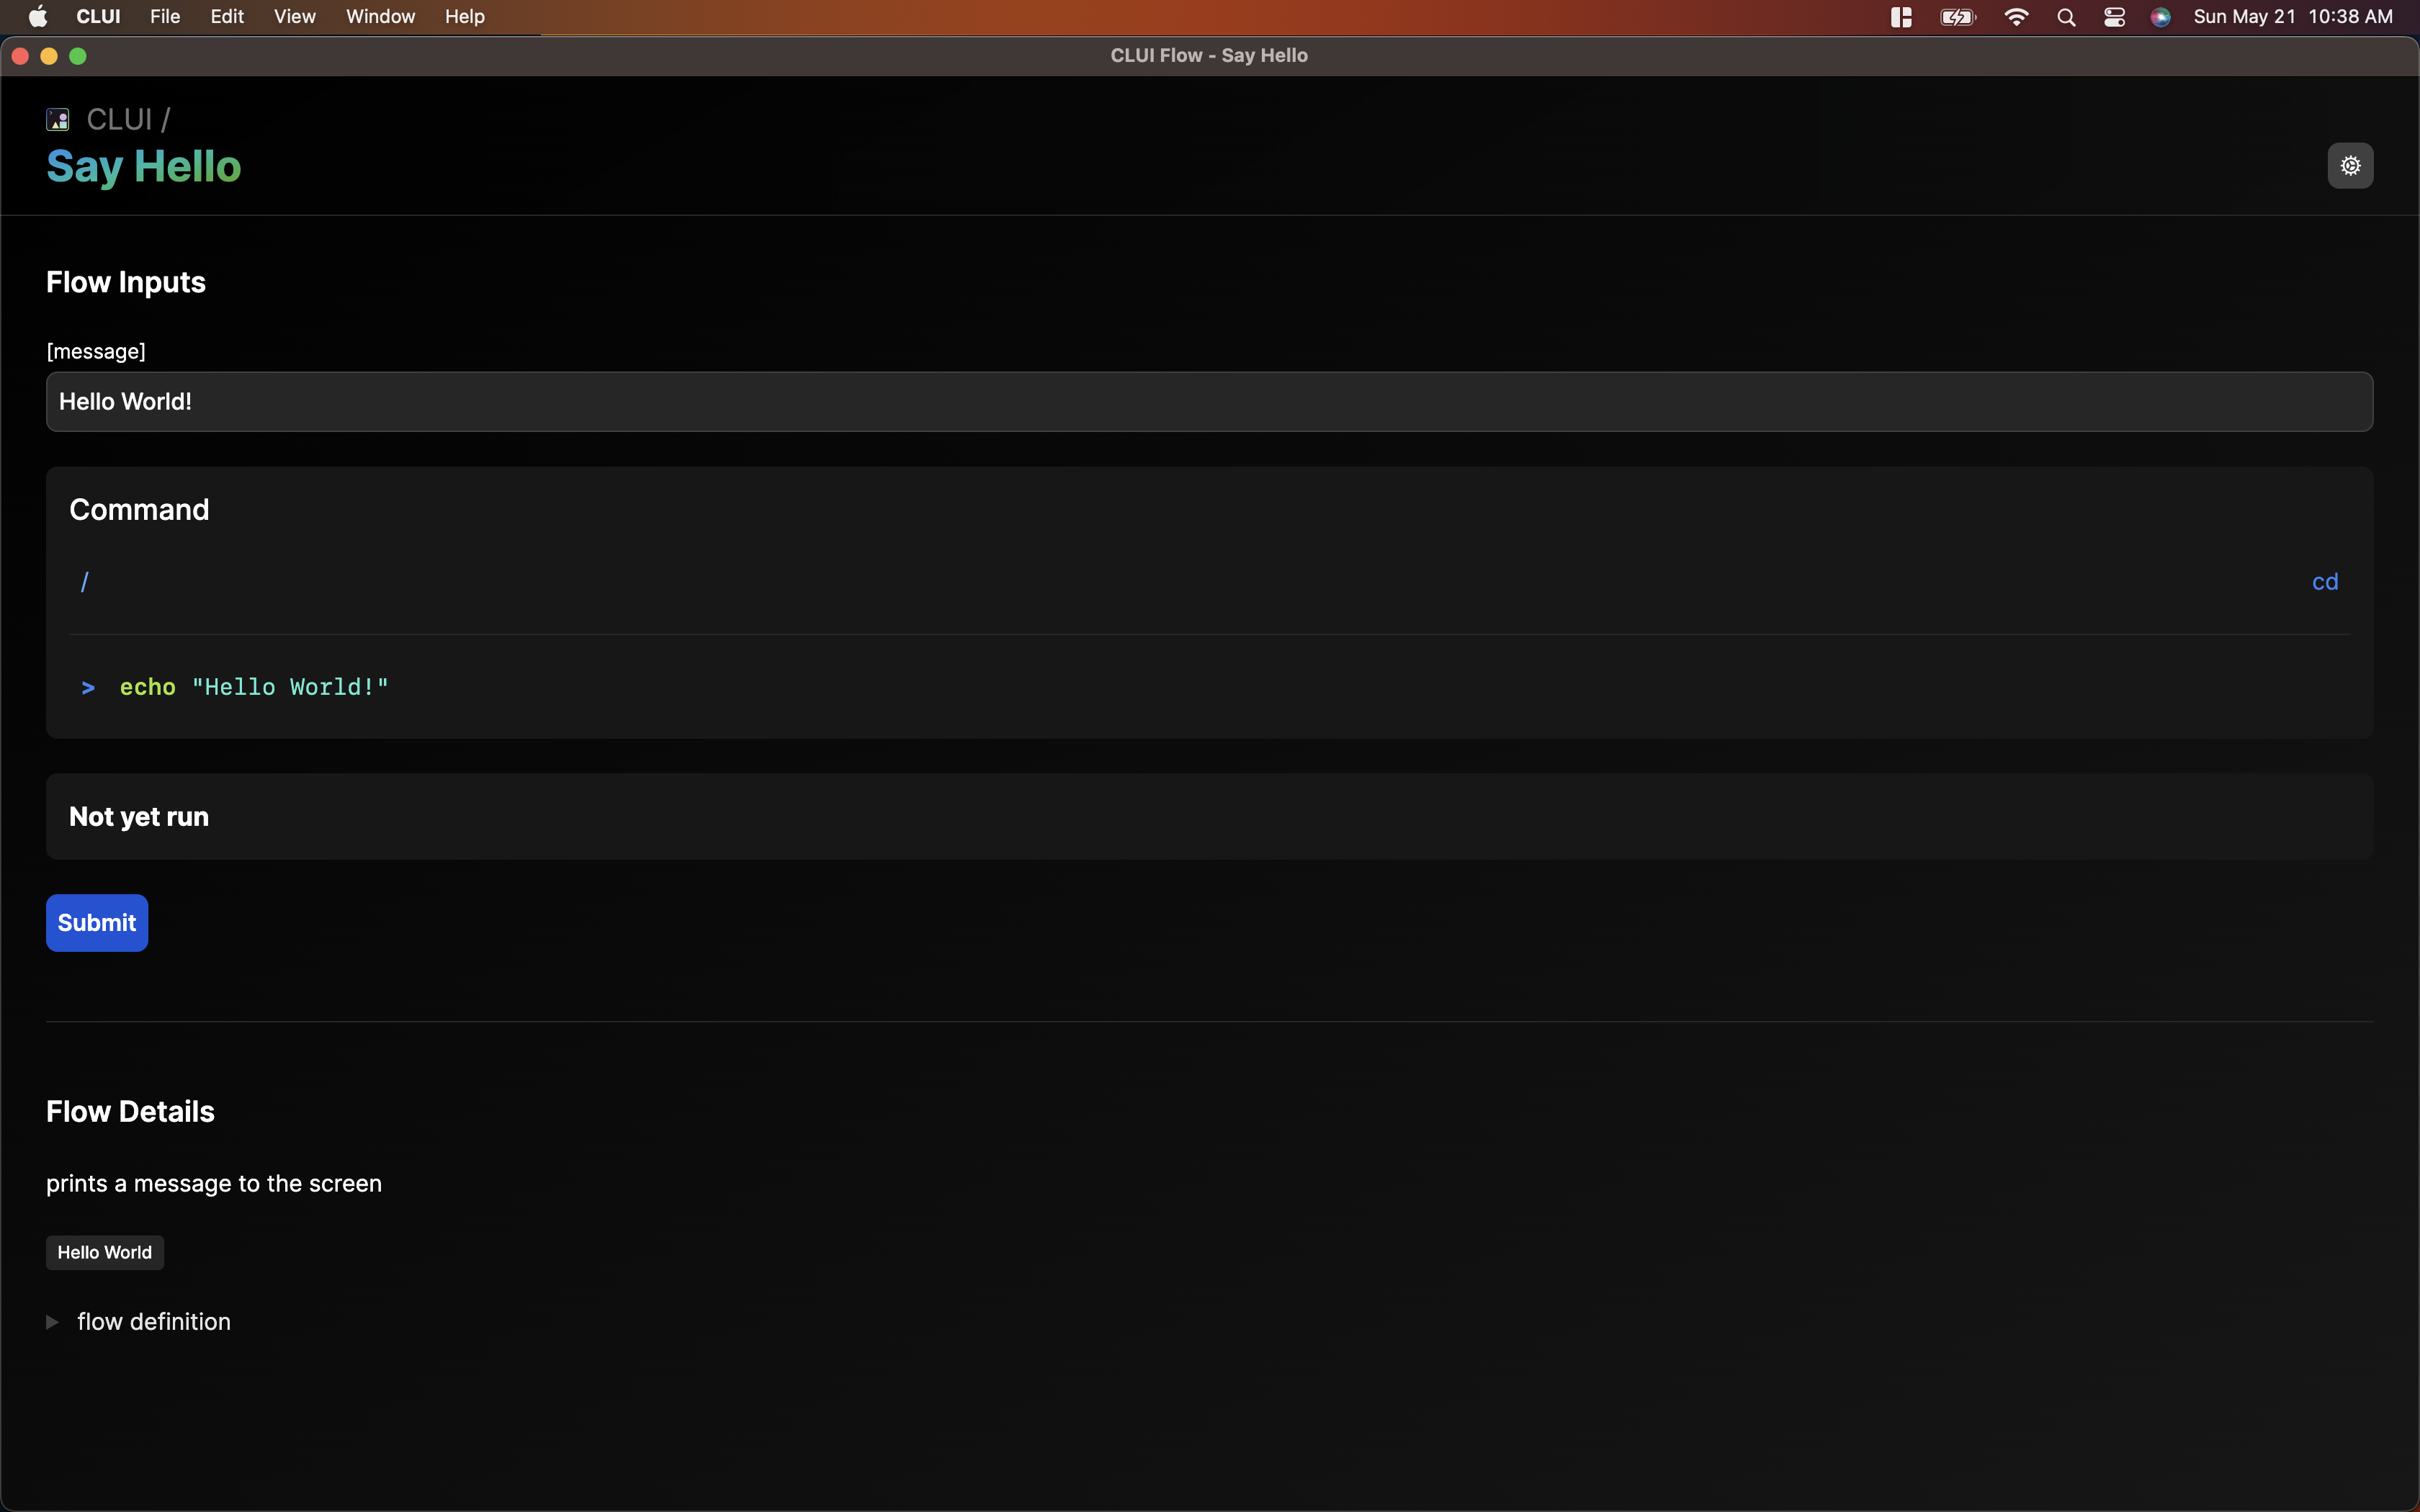 CLUI File Edit View Window Help Sun May 21 10:38 AM
CLUI Flow - Say Hello
CLUI /
Say Hello
Flow Inputs
[message]
Hello World!
Command
/ cd
> echo "Hello World!"
Not yet run
Submit
Flow Details
prints a message to the screen
Hello World
flow definition